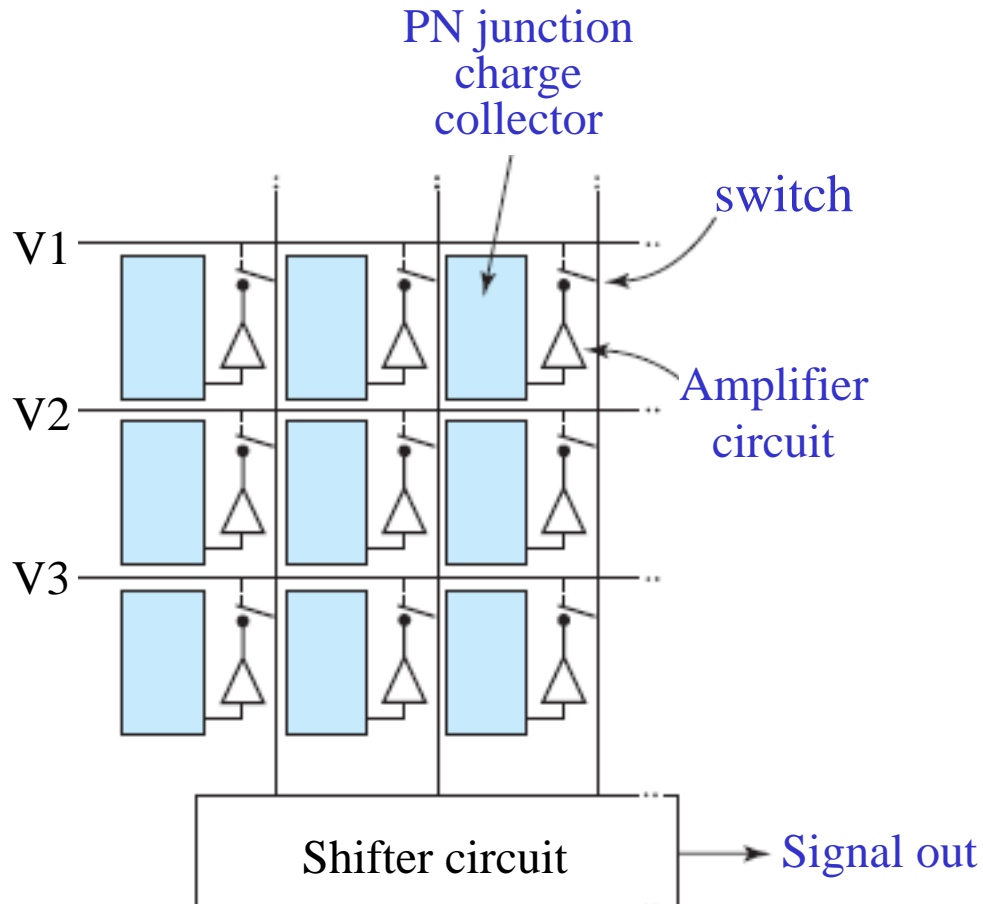 PN junction
charge
collector
switch
V1
Amplifier
circuit
V2
V3
Shifter circuit
Signal out